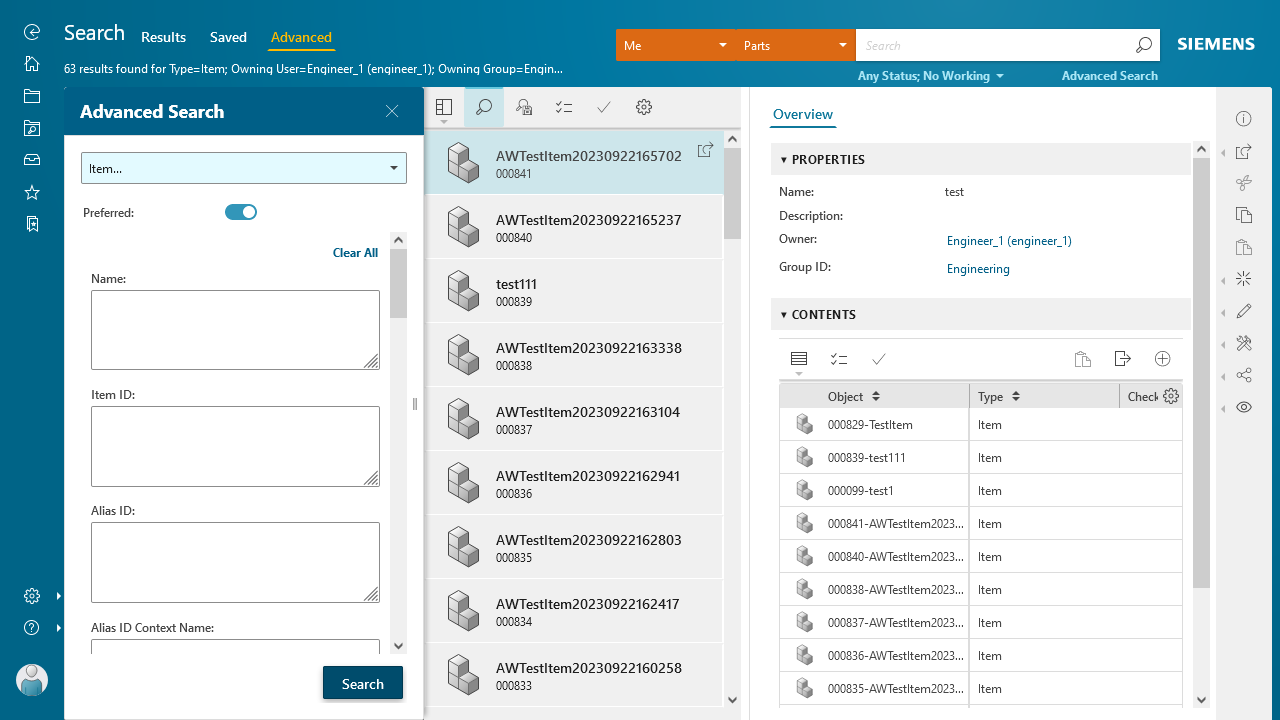 Search
Results
Saved
Advanced
63 results found for Type=Item; Owning User=Engineer_1 (engineer_1); Owning Group=Engin...
Me
Parts
Search
SIEMENS
Any Status; No Working
Advanced Search
Advanced Search
Item...
Preferred:
Clear All
Name:
Item ID:
Alias ID:
Alias ID Context Name:
Search
AWTestItem20230922165702
000841
AWTestItem20230922165237
000840
test111
000839
AWTestItem20230922163338
000838
AWTestItem20230922163104
000837
AWTestItem20230922162941
000836
AWTestItem20230922162803
000835
AWTestItem20230922162417
000834
AWTestItem20230922160258
000833
Overview
PROPERTIES
Name: test
Description:
Owner: Engineer_1 (engineer_1)
Group ID: Engineering
CONTENTS
Object Type Check
000829-TestItem Item
000839-test111 Item
000099-test1 Item
000841-AWTestItem2023... Item
000840-AWTestItem2023... Item
000838-AWTestItem2023... Item
000837-AWTestItem2023... Item
000836-AWTestItem2023... Item
000835-AWTestItem2023... Item